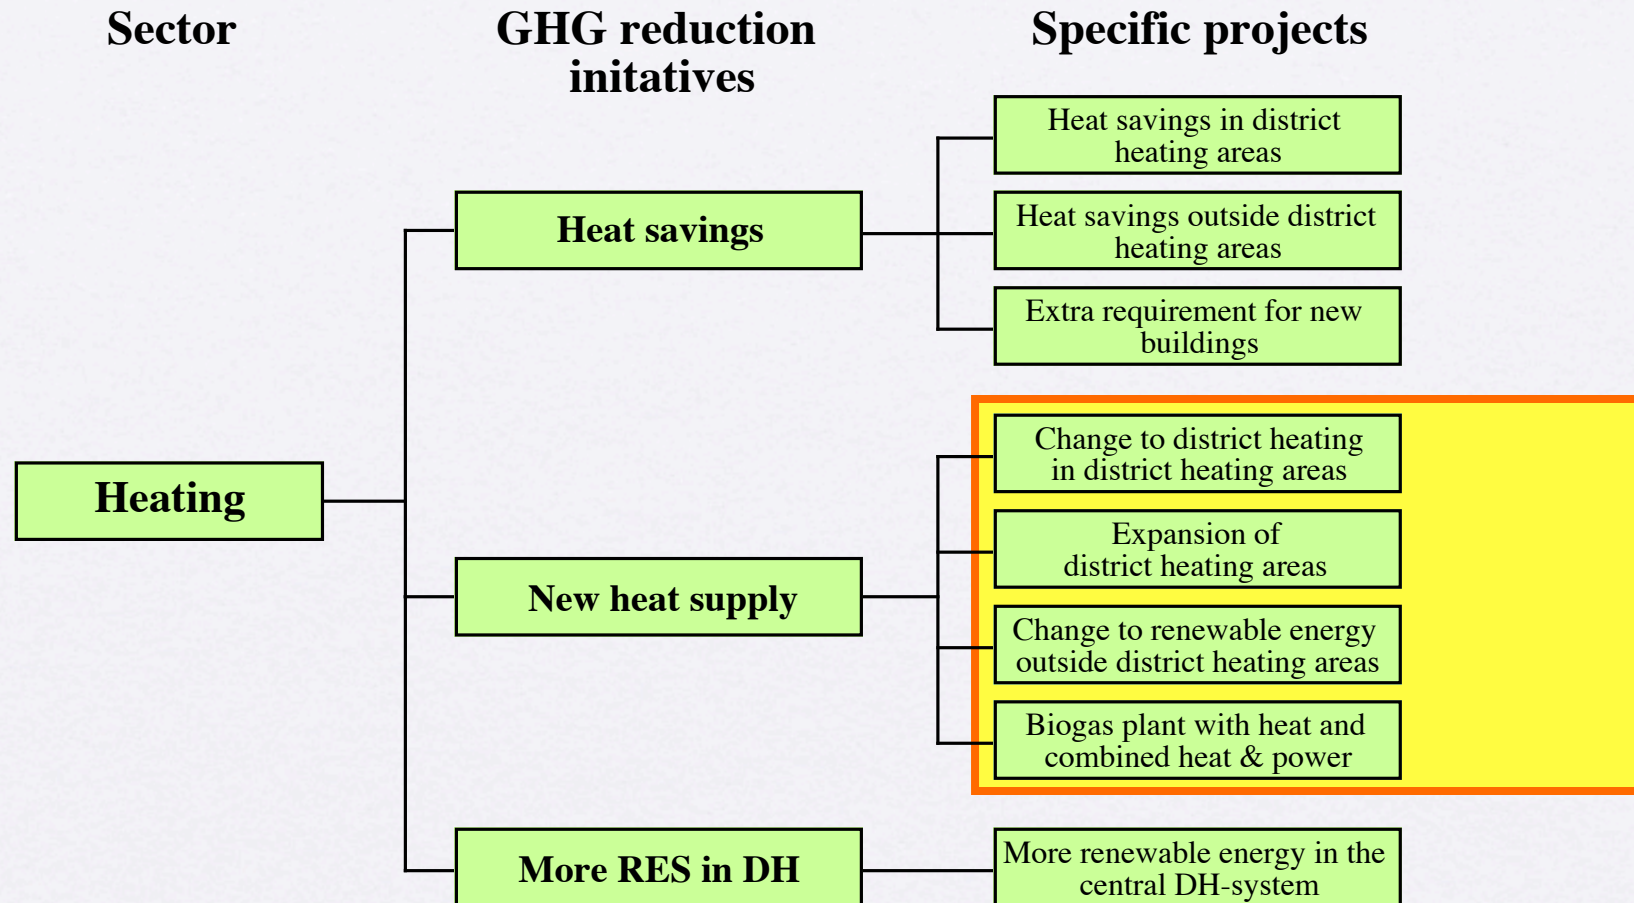 Sector
GHG reduction
initatives
Specific projects
Heat savings in district
heating areas
Heat savings
Heat savings outside district
heating areas
Extra requirement for new
buildings
Heating
Change to district heating
in district heating areas
Expansion of
district heating areas
New heat supply
Change to renewable energy
outside district heating areas
Biogas plant with heat and
combined heat & power
More RES in DH
More renewable energy in the
central DH-system